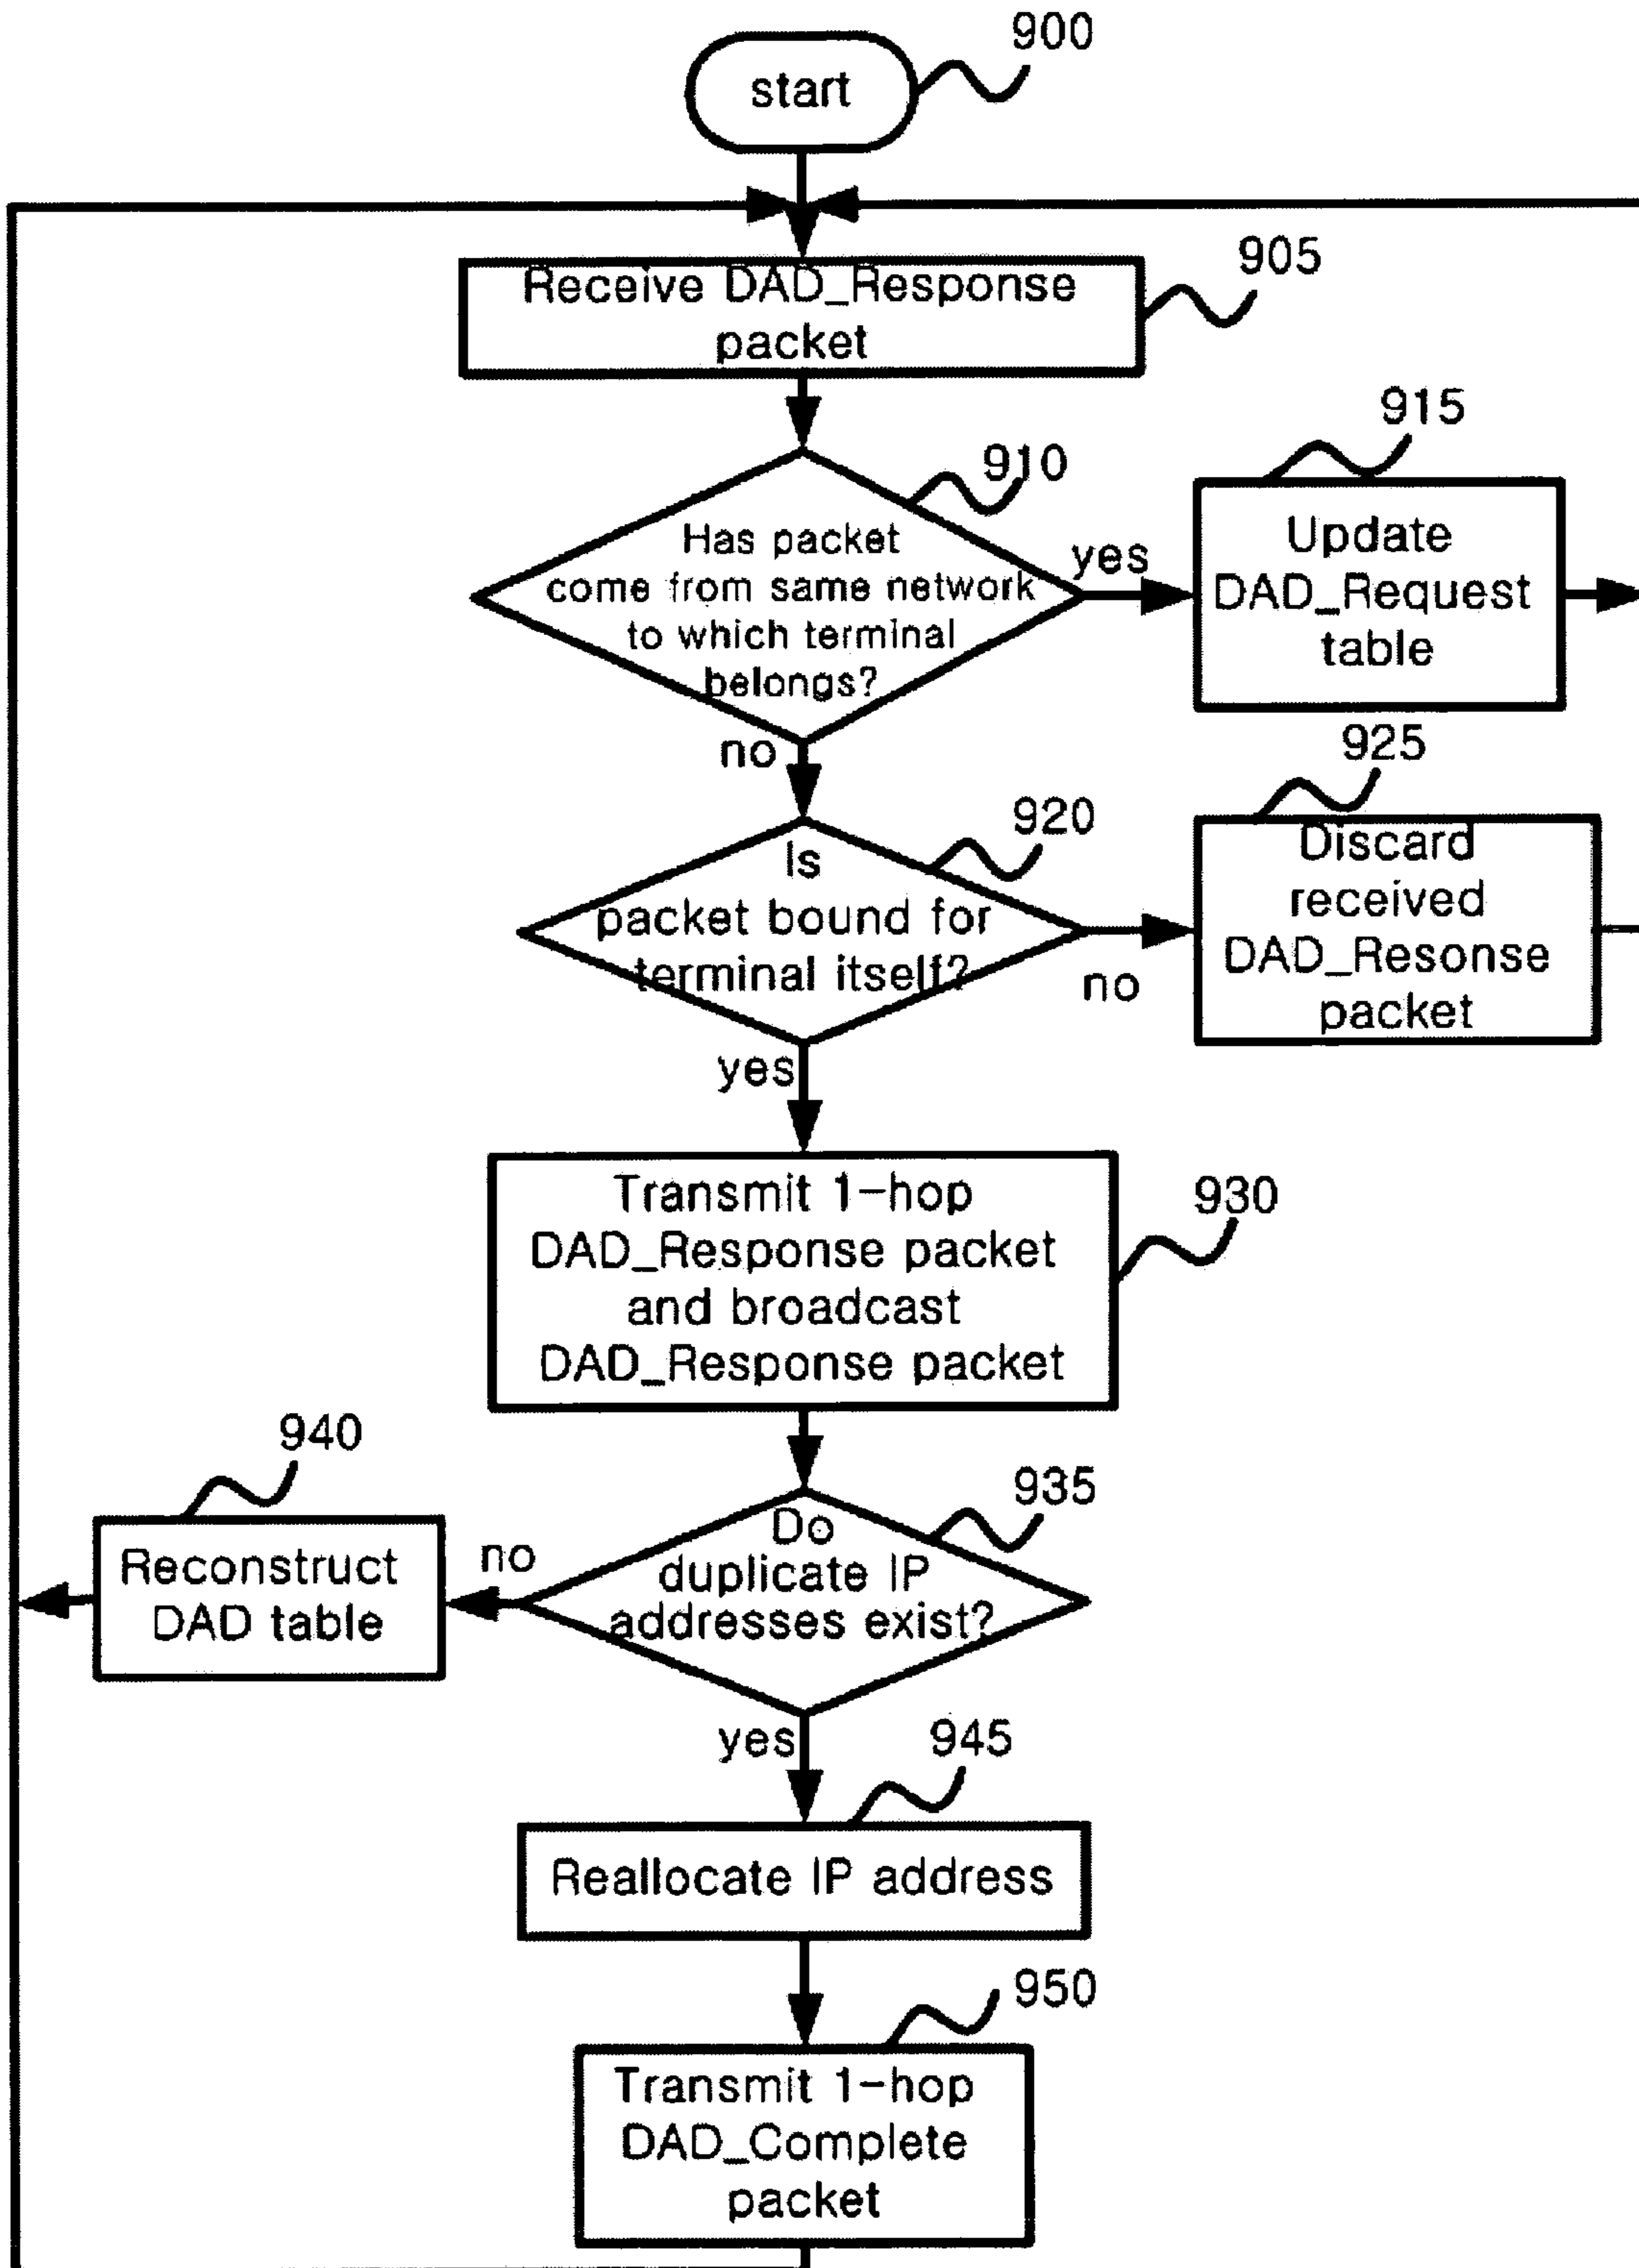 900
start
905
Receive DAD_Response
packet
915
910
Has packet
come from same network
to which terminal
belongs?
yes
Update
DAD_Request
table
no
925
920
Is
packet bound for
terminal itself?
no
Discard
received
DAD_Resonse
packet
yes
930
Transmit 1-hop
DAD_Response packet
and broadcast
DAD_Response packet
940
935
Do
duplicate IP
addresses exist?
no
Reconstruct
DAD table
yes
945
Reallocate IP address
950
Transmit 1-hop
DAD_Complete
packet